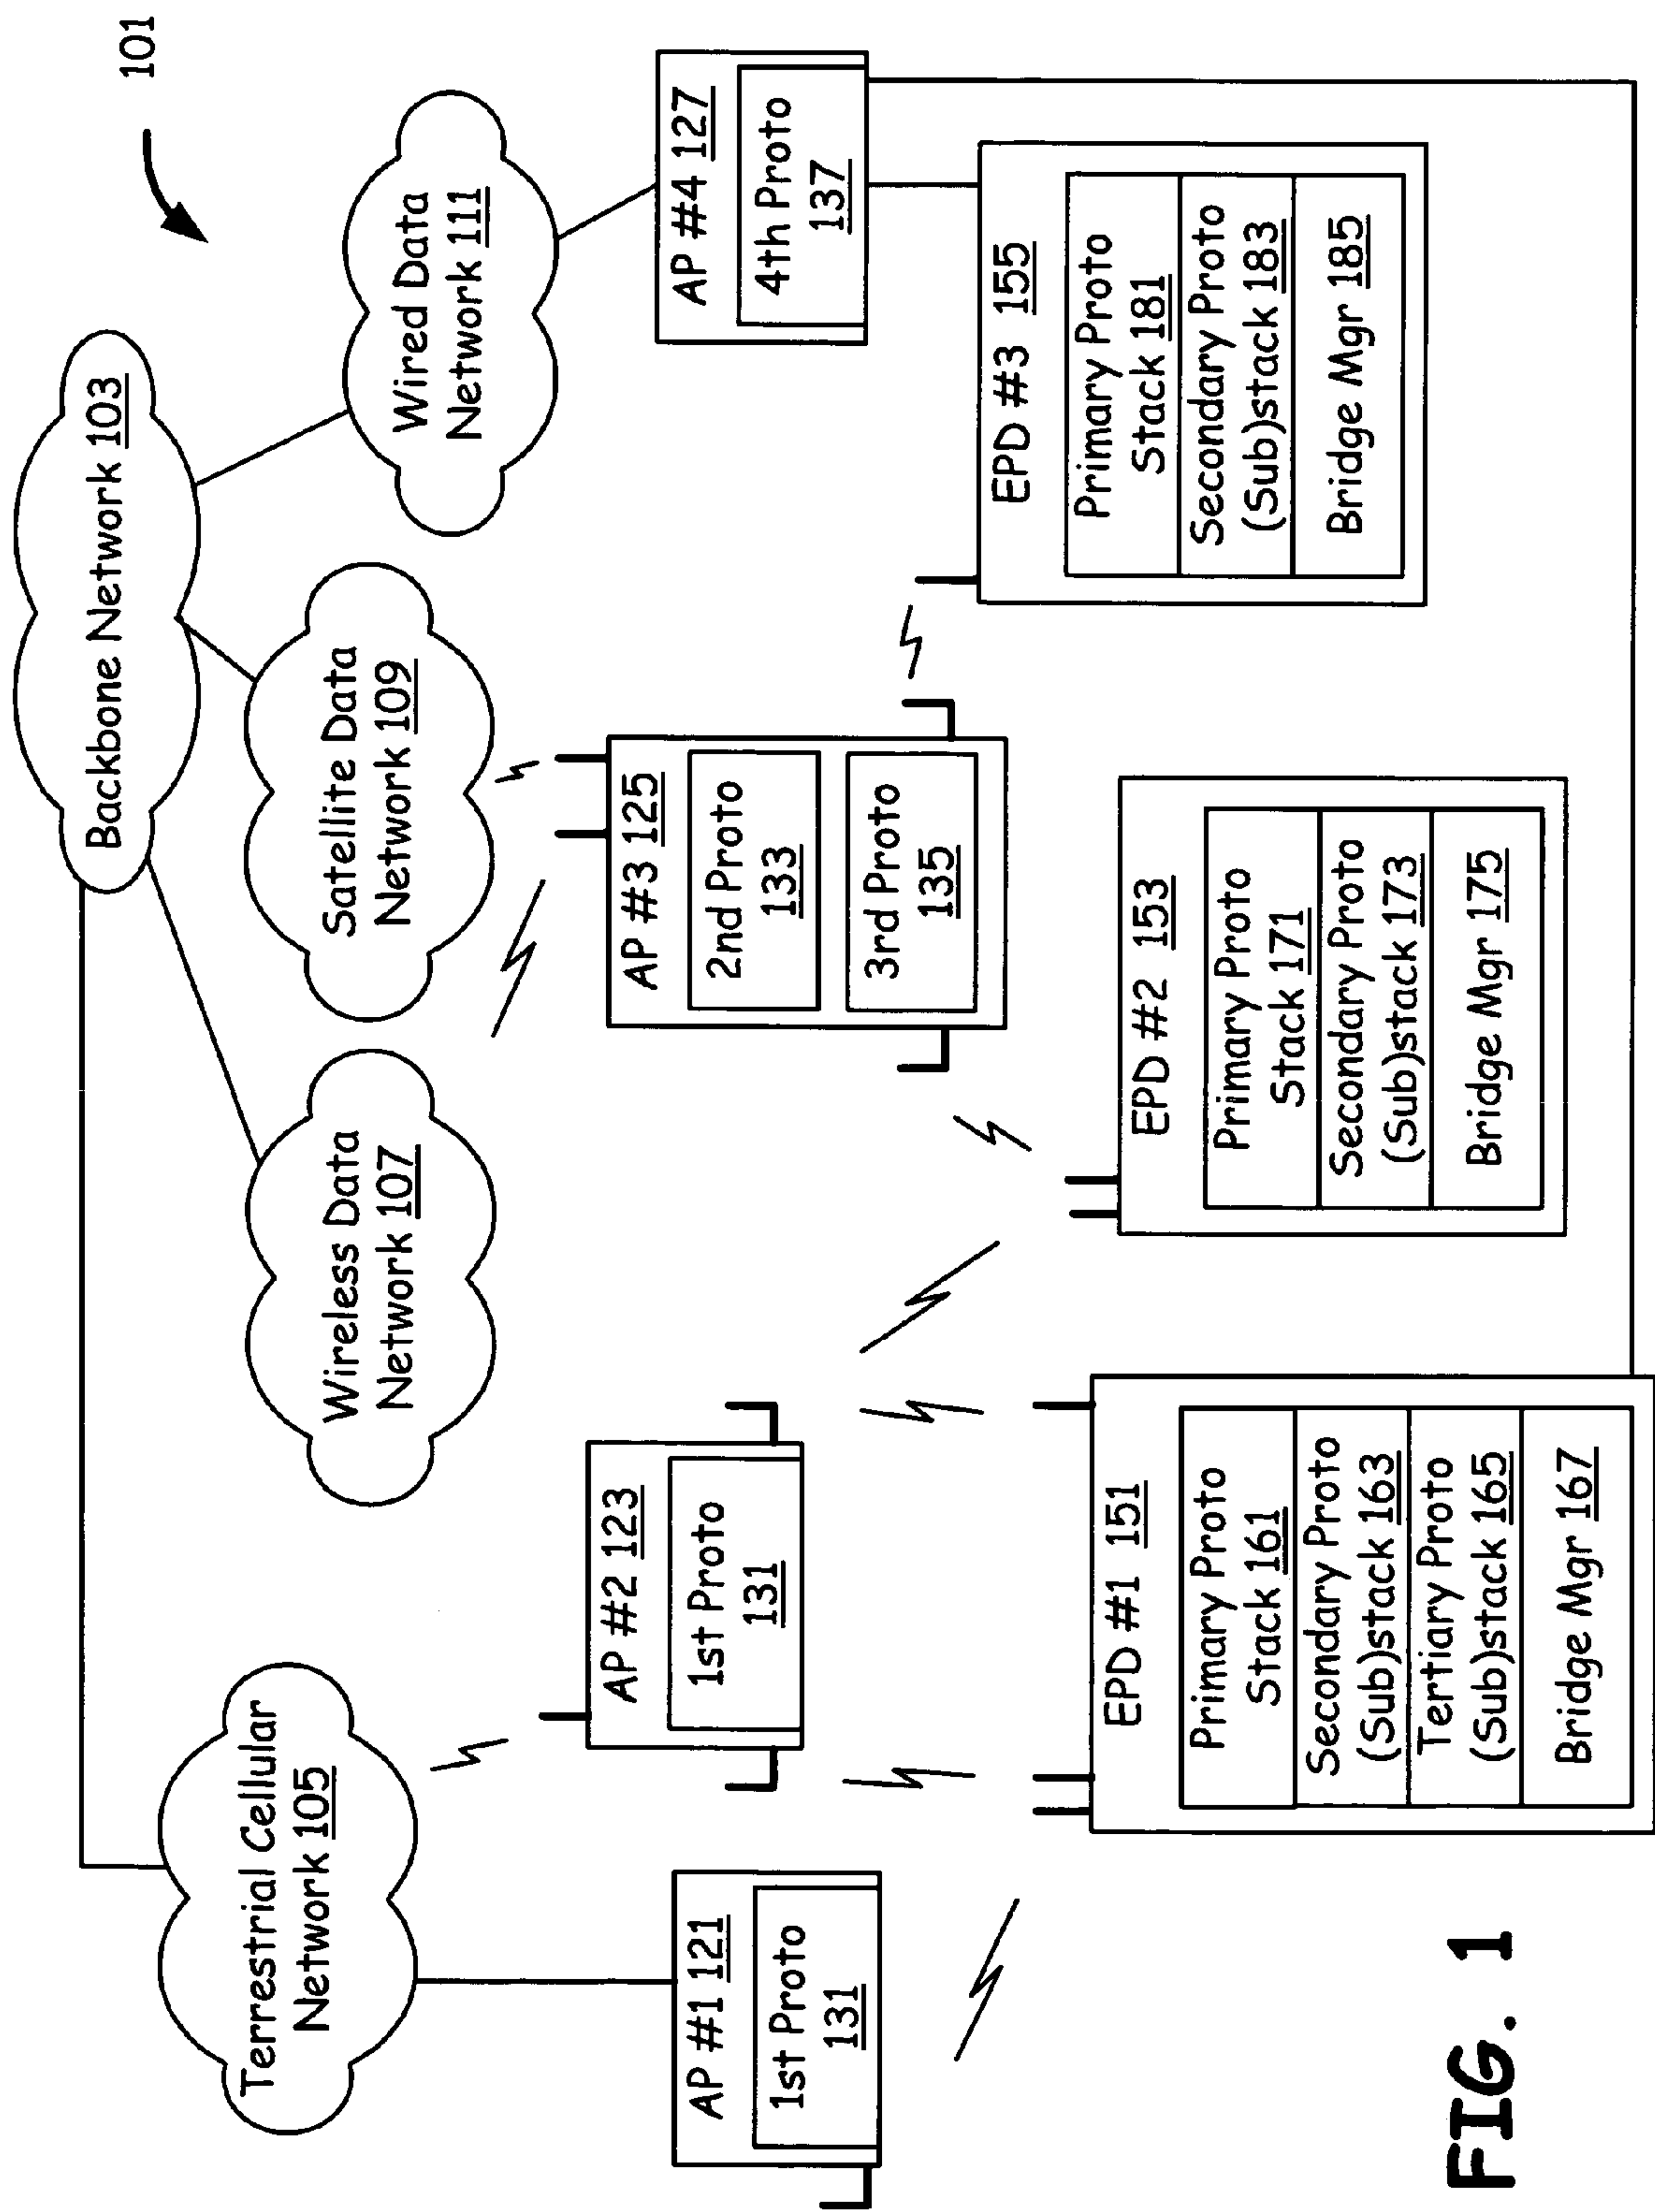 101
Backbone Network 103
Terrestrial Cellular
Network 105
Wireless Data
Network 107
Satellite Data
Network 109
Wired Data
Network 111
AP #1 121
1st Proto
131
AP #2 123
1st Proto
131
AP #3 125
2nd Proto
133
3rd Proto
135
AP #4 127
4th Proto
137
EPD #1 151
Primary Proto
Stack 161
Secondary Proto
(Sub)stack 163
Tertiary Proto
(Sub)stack 165
Bridge Mgr 167
EPD #2 153
Primary Proto
Stack 171
Secondary Proto
(Sub)stack 173
Bridge Mgr 175
EPD #3 155
Primary Proto
Stack 181
Secondary Proto
(Sub)stack 183
Bridge Mgr 185
FIG. 1